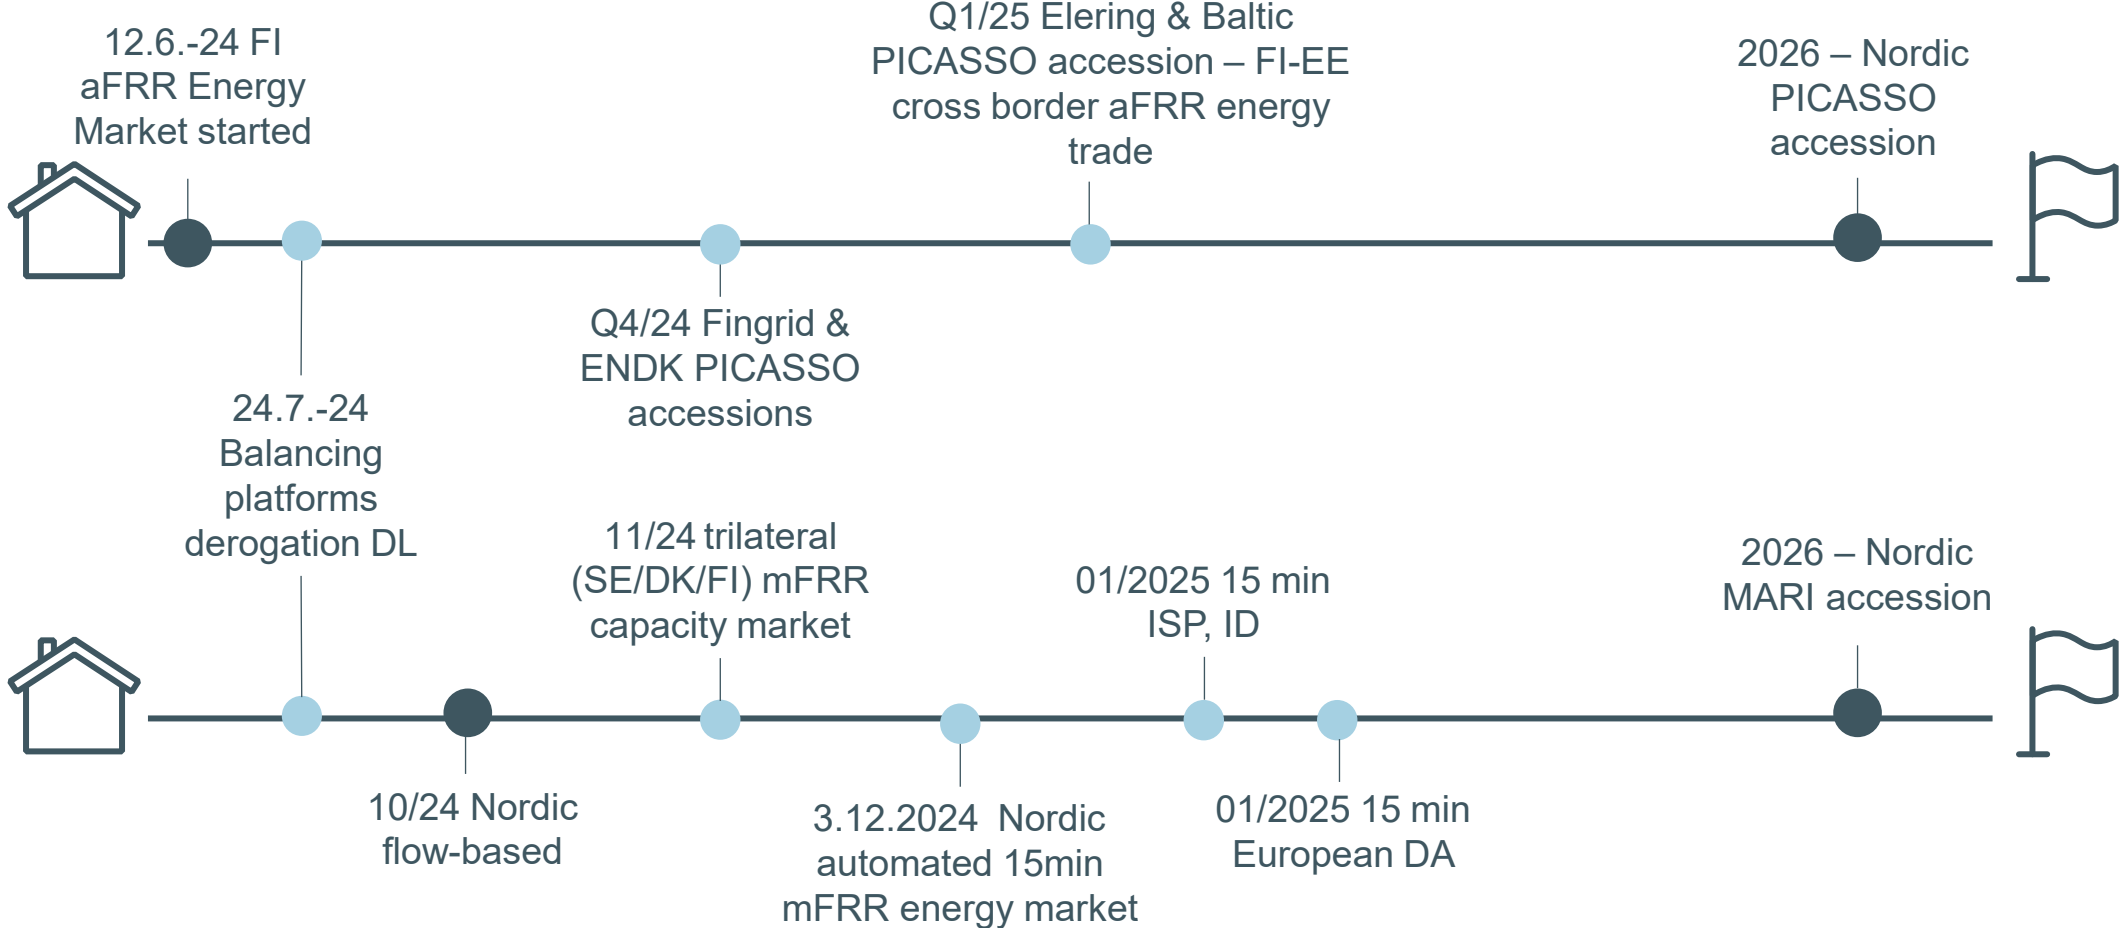 12.6.-24 FI
aFRR Energy
Market started
Q1/25 Elering & Baltic
PICASSO accession – FI-EE
cross border aFRR energy
trade
2026 – Nordic
PICASSO
accession
Q4/24 Fingrid &
ENDK PICASSO
accessions
24.7.-24
Balancing
platforms
derogation DL
11/24 trilateral
(SE/DK/FI) mFRR
capacity market
01/2025 15 min
ISP, ID
2026 – Nordic
MARI accession
10/24 Nordic
flow-based
3.12.2024  Nordic
automated 15min
mFRR energy market
01/2025 15 min
European DA